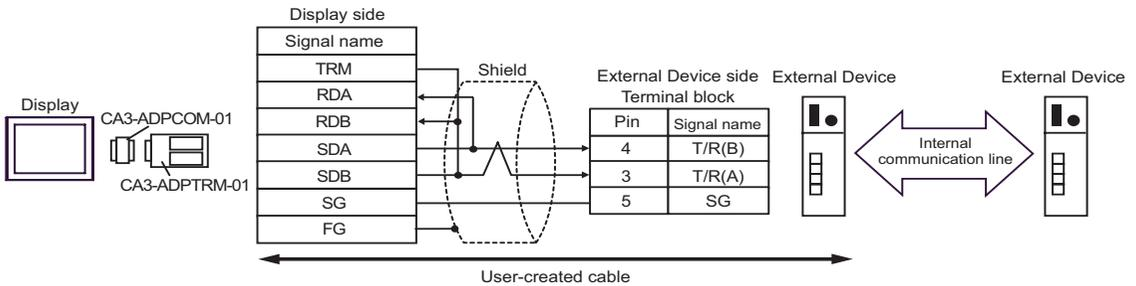 Display side
Signal name
TRM
RDA
RDB
SDA
SDB
SG
FG
Shield
Display
CA3-ADPCOM-01
CA3-ADPTRM-01
External Device side
Terminal block
Pin Signal name
4 T/R(B)
3 T/R(A)
5 SG
External Device
Internal
communication line
External Device
User-created cable